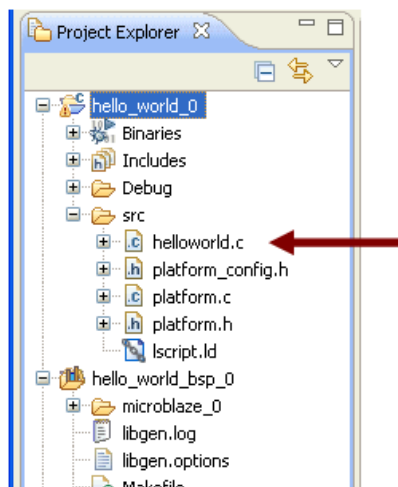 Project Explorer
hello_world_0
Binaries
Includes
Debug
src
helloworld.c
platform_config.h
platform.c
platform.h
lscript.ld
hello_world_bsp_0
microblaze_0
libgen.log
libgen.options
Makefile